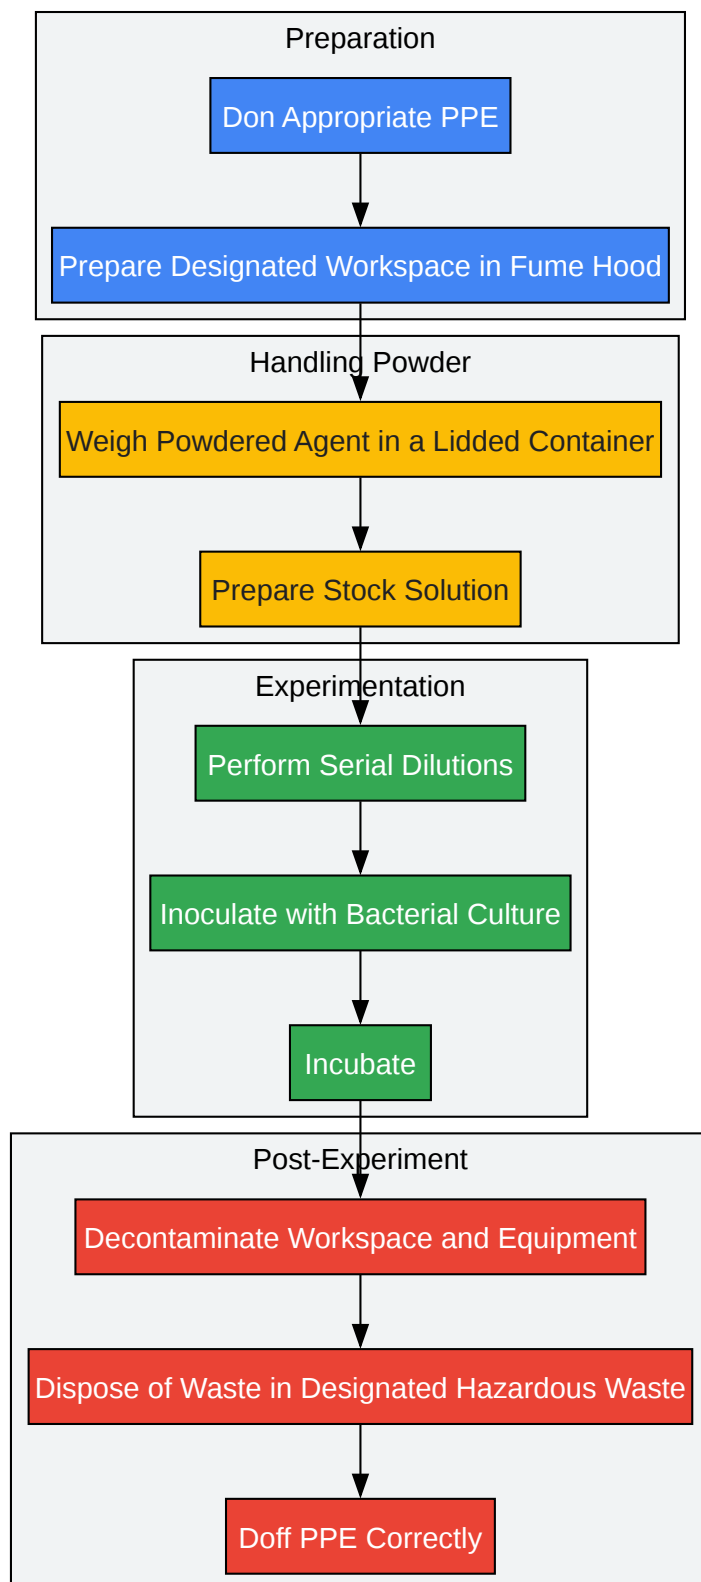 Preparation
Don Appropriate PPE
Prepare Designated Workspace in Fume Hood
Handling Powder
Weigh Powdered Agent in a Lidded Container
Prepare Stock Solution
Experimentation
Perform Serial Dilutions
Inoculate with Bacterial Culture
Incubate
Post-Experiment
Decontaminate Workspace and Equipment
Dispose of Waste in Designated Hazardous Waste
Doff PPE Correctly